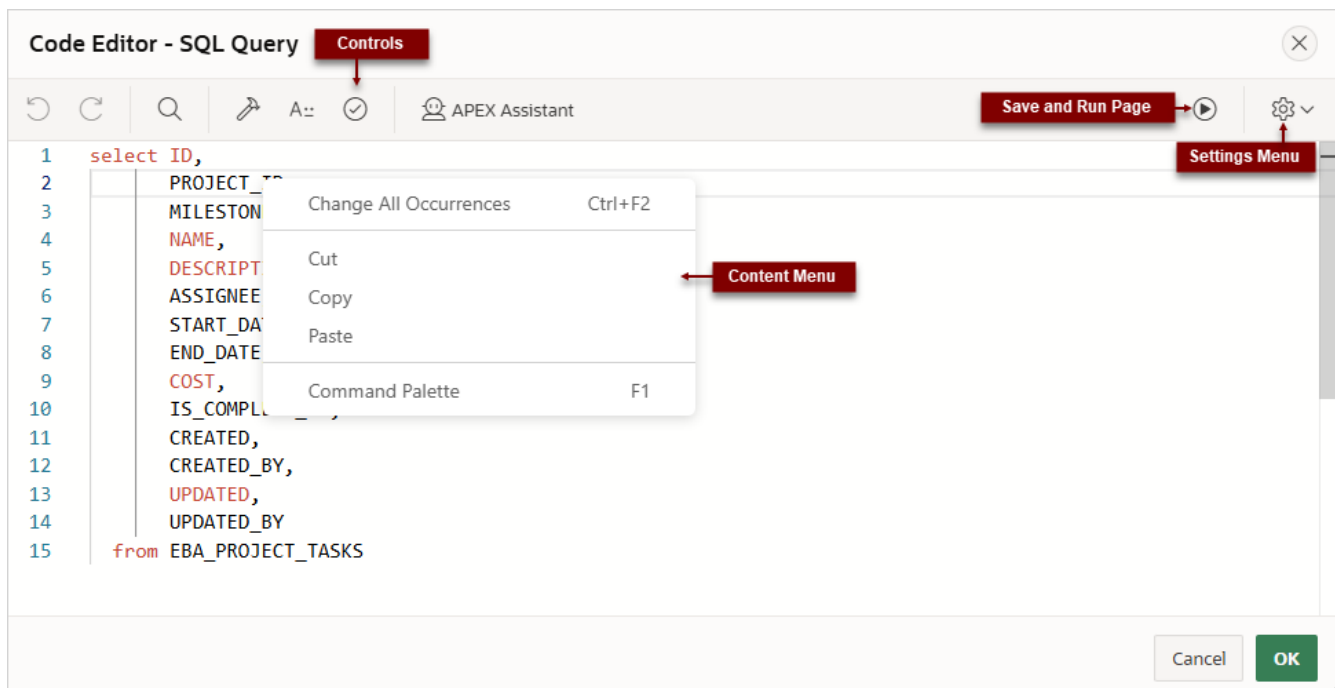 Code Editor - SQL Query
Controls
APEX Assistant
Save and Run Page
Settings Menu
1 select ID,
2 PROJECT_ID
3 MILESTON
4 NAME,
5 DESCRIPT
6 ASSIGNEE
7 START_DA
8 END_DATE
9 COST,
10 IS_COMPL
11 CREATED,
12 CREATED_BY,
13 UPDATED,
14 UPDATED_BY
15 from EBA_PROJECT_TASKS
Change All Occurrences Ctrl+F2
Cut
Copy
Paste
Command Palette F1
Content Menu
Cancel OK